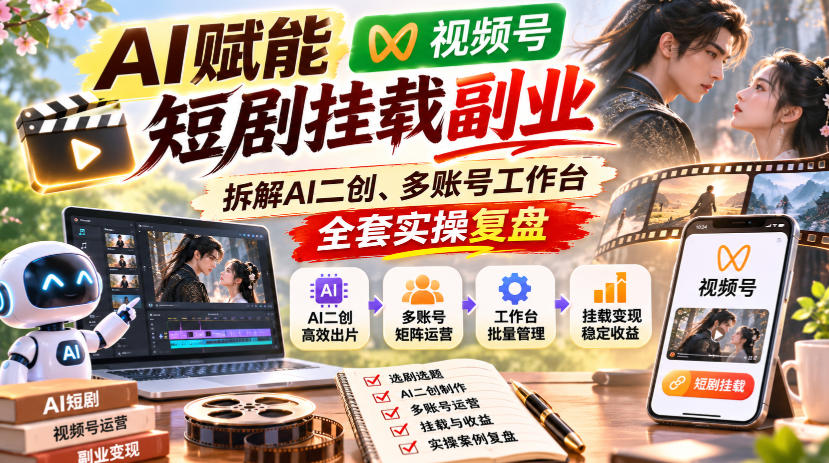 AI赋能
视频号
短剧挂载副业
拆解AI二创、多账号工作台
全套实操复盘
AI
AI二创
高效出片
多账号
矩阵运营
工作台
批量管理
挂载变现
稳定收益
10:24
视频号
短剧挂载
选剧选题
AI二创制作
多账号运营
挂载与收益
实操案例复盘
AI
AI短剧
视频号运营
副业变现